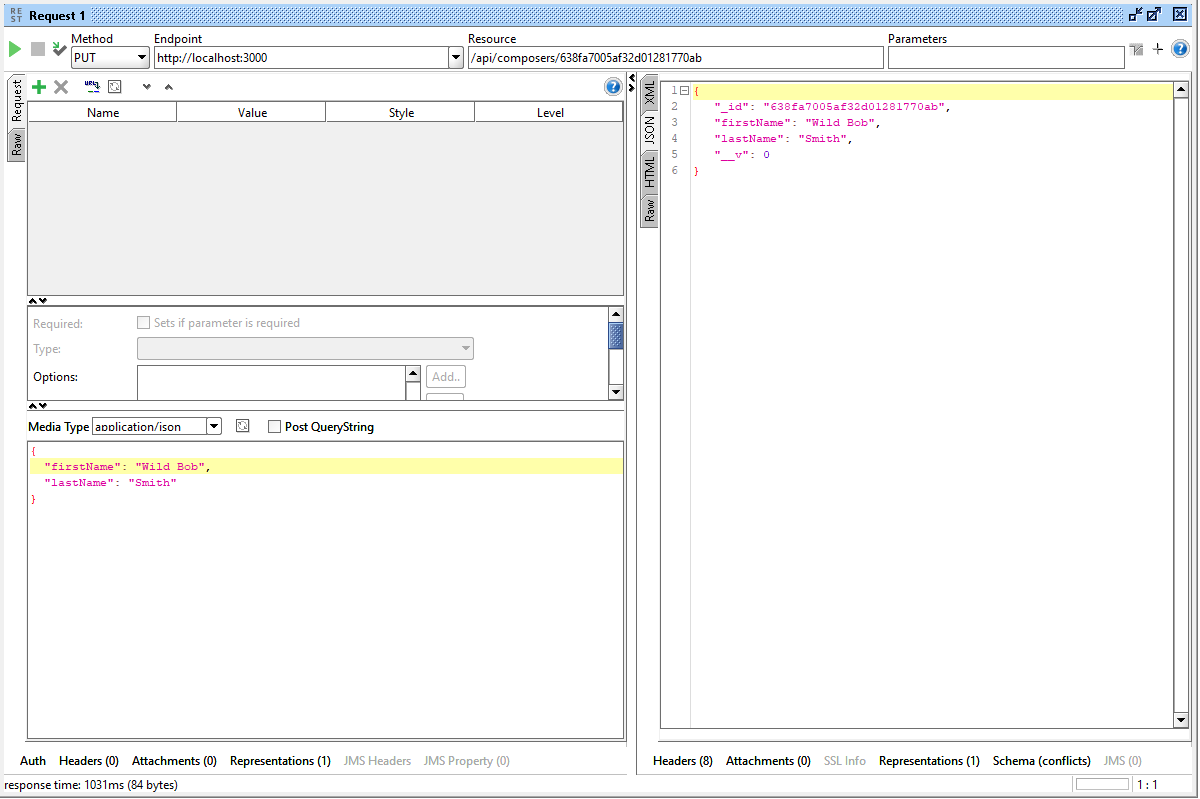 RE
ST
Request 1
Method
Endpoint
Resource
Parameters
PUT
http://localhost:3000
/api/composers/638fa7005af32d01281770ab
Request
Raw
Name
Value
Style
Level
Required:
Sets if parameter is required
Type:
Options:
Add..
Media Type
application/json
Post QueryString
{
"firstName": "Wild Bob",
"lastName": "Smith"
}
XML
JSON
HTML
Raw
1 {
2 "_id": "638fa7005af32d01281770ab",
3 "firstName": "Wild Bob",
4 "lastName": "Smith",
5 "__v": 0
6 }
Auth
Headers (0)
Attachments (0)
Representations (1)
JMS Headers
JMS Property (0)
Headers (8)
Attachments (0)
SSL Info
Representations (1)
Schema (conflicts)
JMS (0)
response time: 1031ms (84 bytes)
1 : 1